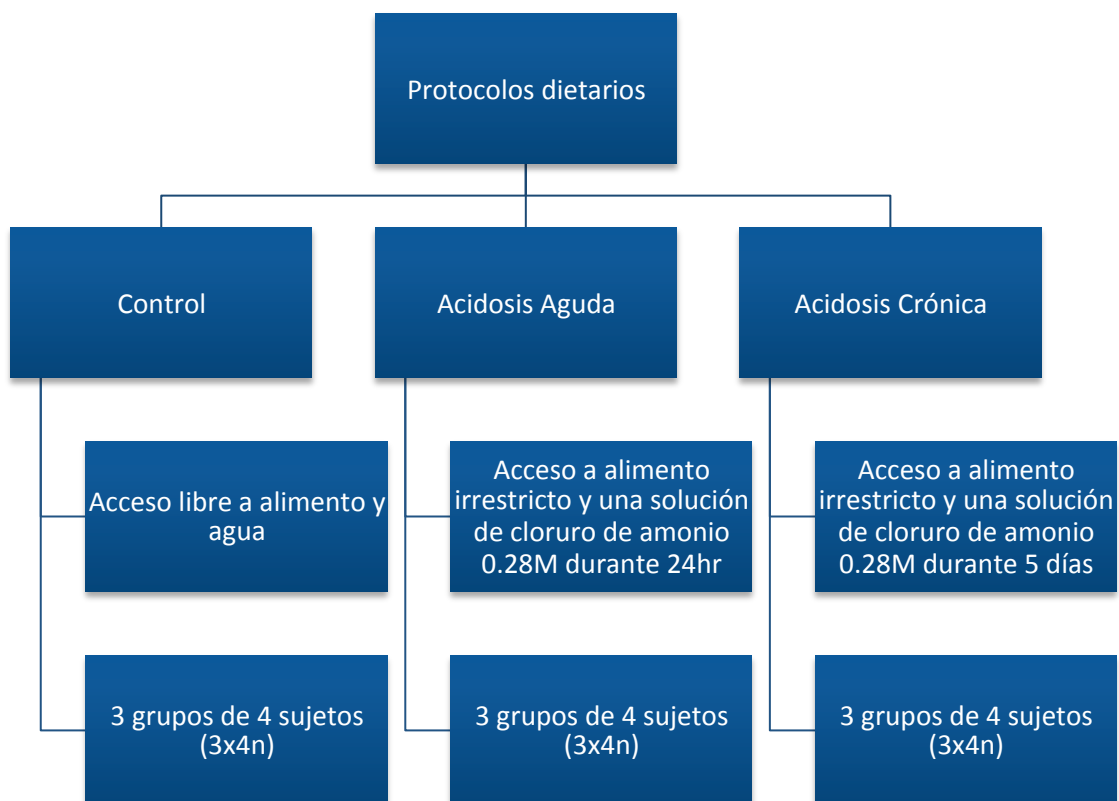 Protocolos dietarios
Control
Acidosis Aguda
Acidosis Crónica
Acceso libre a alimento y
agua
Acceso a alimento
irrestricto y una solución
de cloruro de amonio
0.28M durante 24hr
Acceso a alimento
irrestricto y una solución
de cloruro de amonio
0.28M durante 5 días
3 grupos de 4 sujetos
(3x4n)
3 grupos de 4 sujetos
(3x4n)
3 grupos de 4 sujetos
(3x4n)